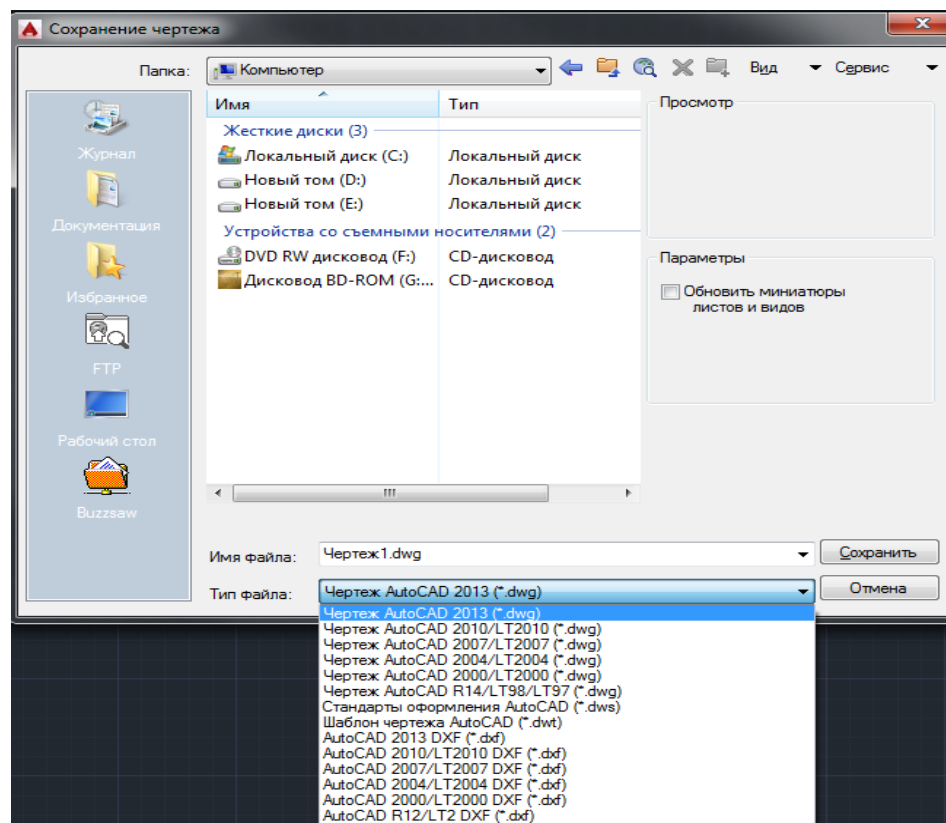 Сохранение чертежа
Папка: Компьютер Вид Сервис
Имя Тип
Жесткие диски (3)
Локальный диск (C:) Локальный диск
Новый том (D:) Локальный диск
Новый том (E:) Локальный диск
Устройства со съемными носителями (2)
DVD RW дисковод (F:) CD-дисковод
Дисковод BD-ROM (G:... CD-дисковод
Журнал
Документация
Избранное
FTP
Рабочий стол
Buzzsaw
Просмотр
Параметры
Обновить миниатюры
листов и видов
Имя файла: Чертеж1.dwg Сохранить
Тип файла: Чертеж AutoCAD 2013 (*.dwg) Отмена
Чертеж AutoCAD 2013 (*.dwg)
Чертеж AutoCAD 2010/LT2010 (*.dwg)
Чертеж AutoCAD 2007/LT2007 (*.dwg)
Чертеж AutoCAD 2004/LT2004 (*.dwg)
Чертеж AutoCAD 2000/LT2000 (*.dwg)
Чертеж AutoCAD R14/LT98/LT97 (*.dwg)
Стандарты оформления AutoCAD (*.dws)
Шаблон чертежа AutoCAD (*.dwt)
AutoCAD 2013 DXF (*.dxf)
AutoCAD 2010/LT2010 DXF (*.dxf)
AutoCAD 2007/LT2007 DXF (*.dxf)
AutoCAD 2004/LT2004 DXF (*.dxf)
AutoCAD 2000/LT2000 DXF (*.dxf)
AutoCAD R12/LT2 DXF (*.dxf)